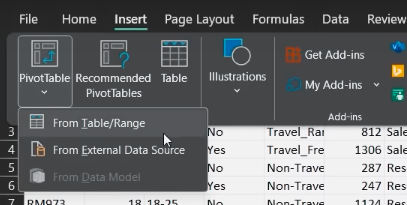 File Home Insert Page Layout Formulas Data Review
PivotTable Recommended PivotTables Table Illustrations Get Add-ins
My Add-ins
Add-ins
From Table/Range
From External Data Source
From Data Model
3 No Travel_Rar 812 Sale
4 Yes Travel_Fre 1306 Sale
5 No Non-Trave 287 Res
6 Yes Non-Trave 247 Res
7 RM973 18-25 No Non-Trave 1124 Res